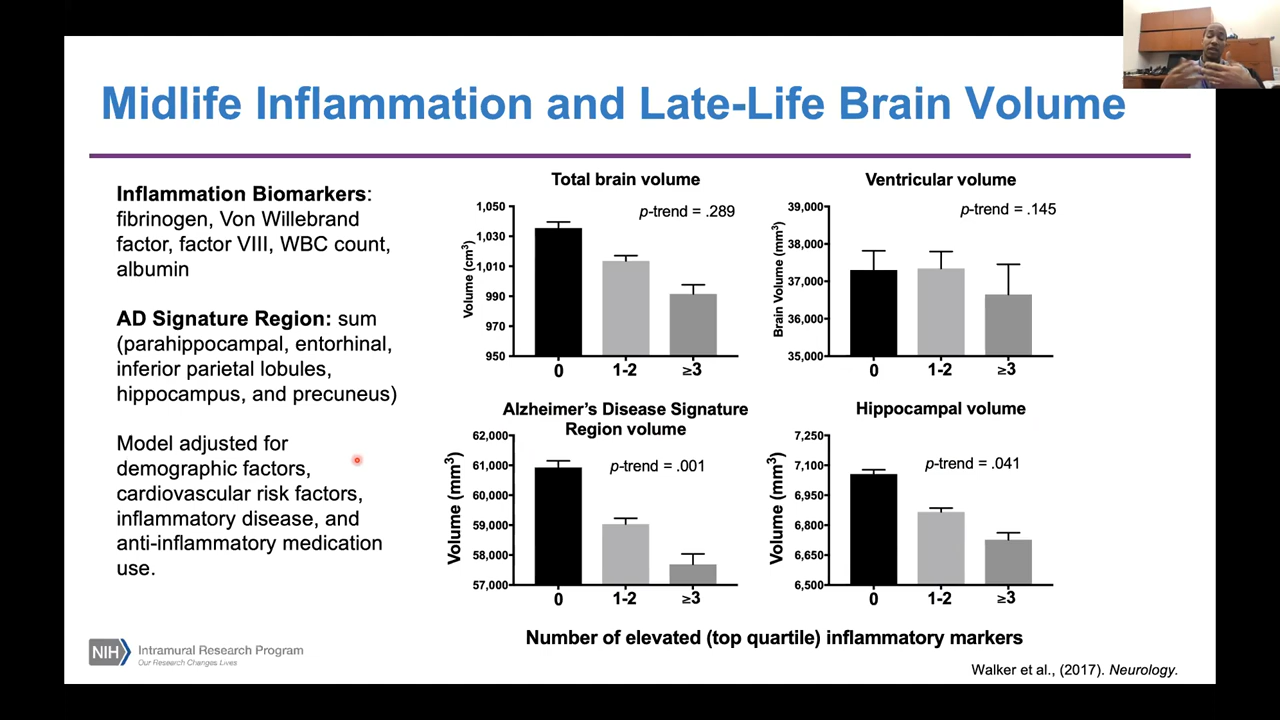 Midlife Inflammation and Late-Life Brain Volume
Inflammation Biomarkers:
fibrinogen, Von Willebrand
factor, factor VIII, WBC count,
albumin
AD Signature Region: sum
(parahippocampal, entorhinal,
inferior parietal lobules,
hippocampus, and precuneus)
Model adjusted for
demographic factors,
cardiovascular risk factors,
inflammatory disease, and
anti-inflammatory medication
use.
Total brain volume
p-trend = .289
Volume (cm³)
1,050
1,030
1,010
990
970
950
0 1-2 ≥3
Ventricular volume
p-trend = .145
Brain Volume (mm³)
39,000
38,000
37,000
36,000
35,000
0 1-2 ≥3
Alzheimer's Disease Signature
Region volume
p-trend = .001
Volume (mm³)
62,000
61,000
60,000
59,000
58,000
57,000
0 1-2 ≥3
Hippocampal volume
p-trend = .041
Volume (mm³)
7,250
7,100
6,950
6,800
6,650
6,500
0 1-2 ≥3
Number of elevated (top quartile) inflammatory markers
NIH Intramural Research Program
Our Research Changes Lives
Walker et al., (2017). Neurology.